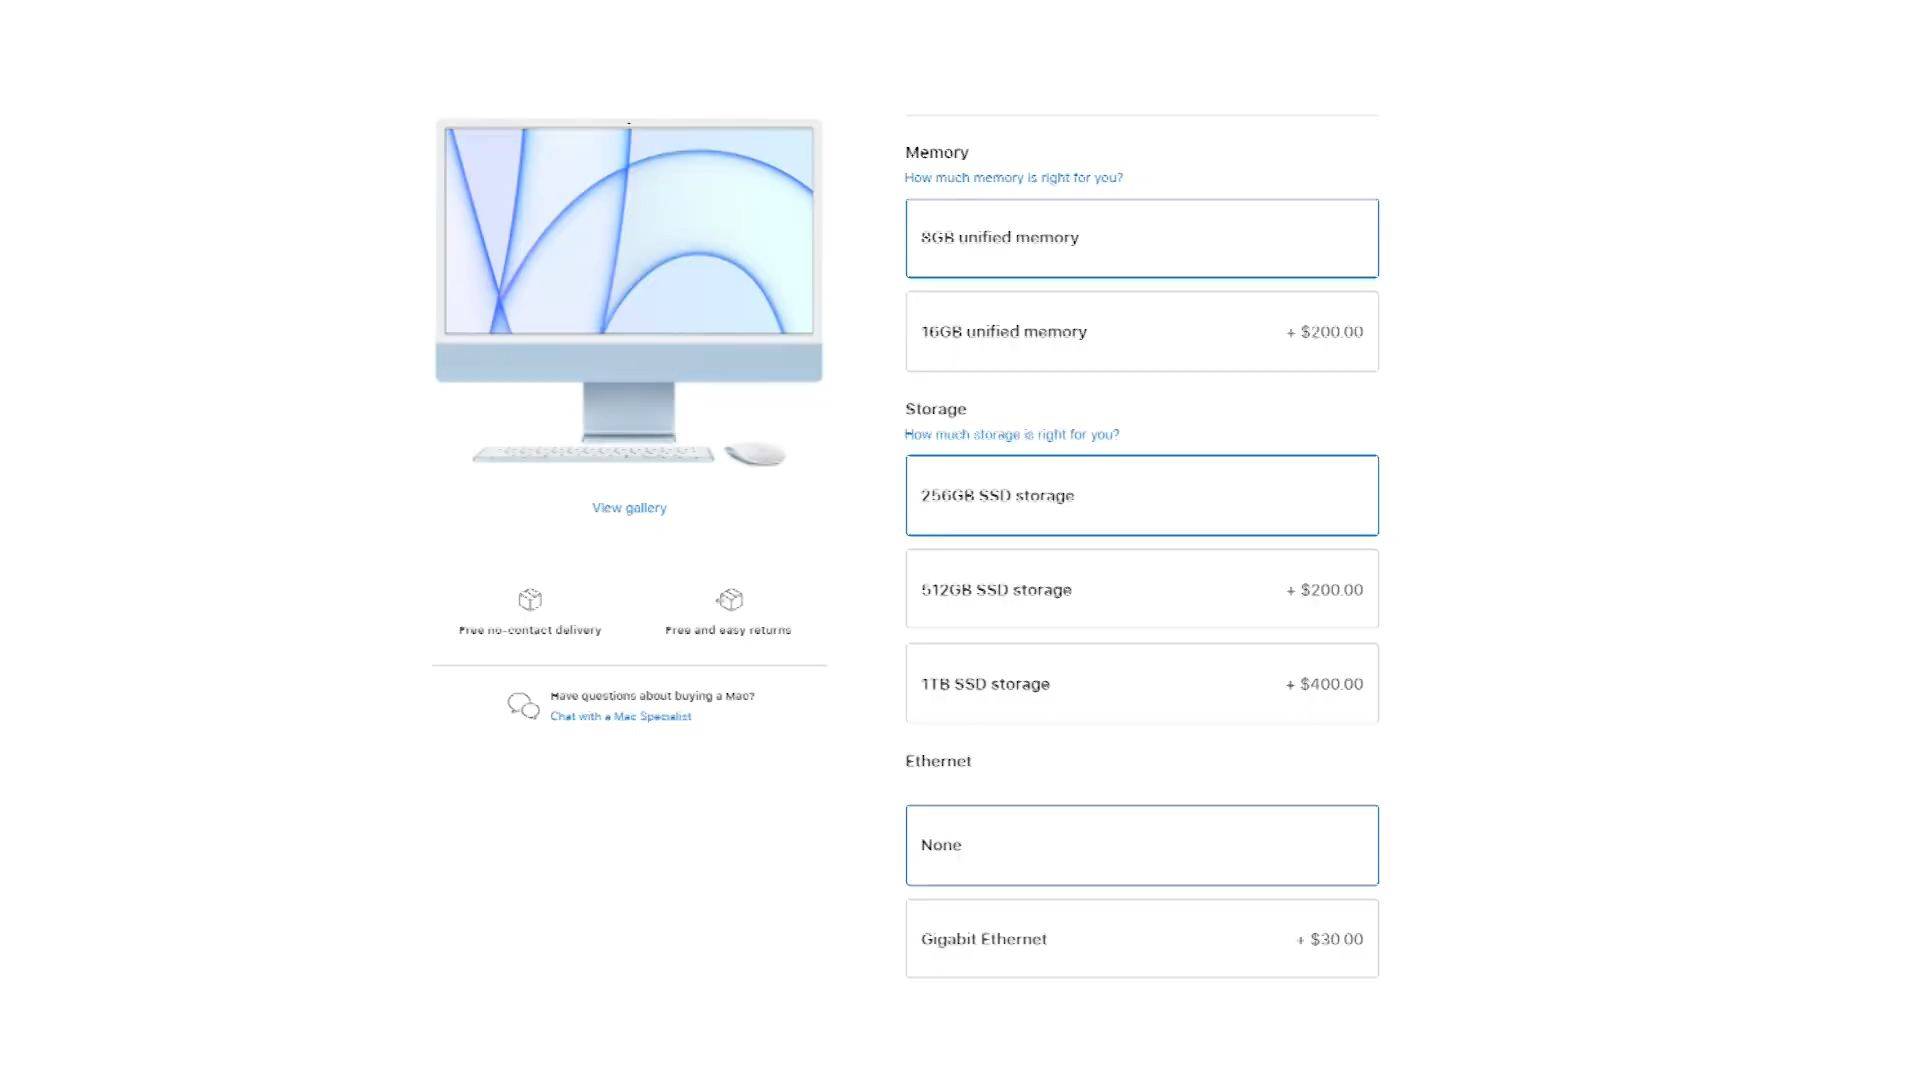 View gallery
Free no-contact delivery
Free and easy returns
Have questions about buying a Mac?
Chat with a Mac Specialist
Memory
How much memory is right for you?
8GB unified memory
16GB unified memory + $200.00
Storage
How much storage is right for you?
256GB SSD storage
512GB SSD storage + $200.00
1TB SSD storage + $400.00
Ethernet
None
Gigabit Ethernet + $30.00